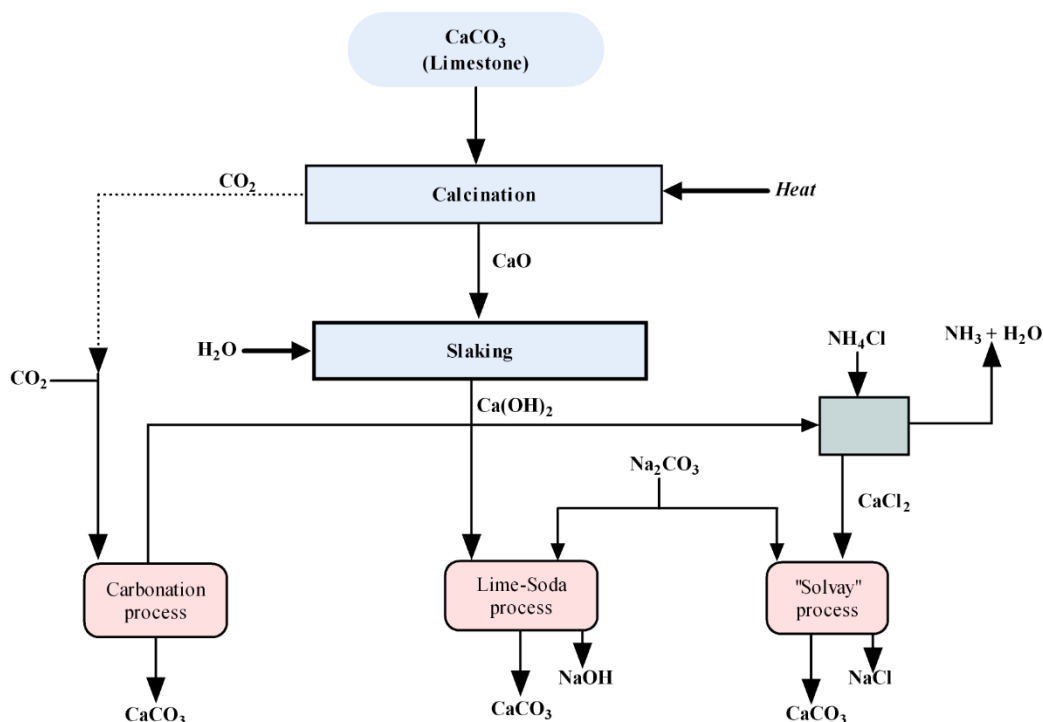 CaCO₃
(Limestone)
CO₂
Calcination
Heat
CaO
H₂O
Slaking
NH₄Cl
NH₃ + H₂O
CO₂
Ca(OH)₂
Na₂CO₃
CaCl₂
Carbonation
process
Lime-Soda
process
"Solvay"
process
NaOH
NaCl
CaCO₃
CaCO₃
CaCO₃